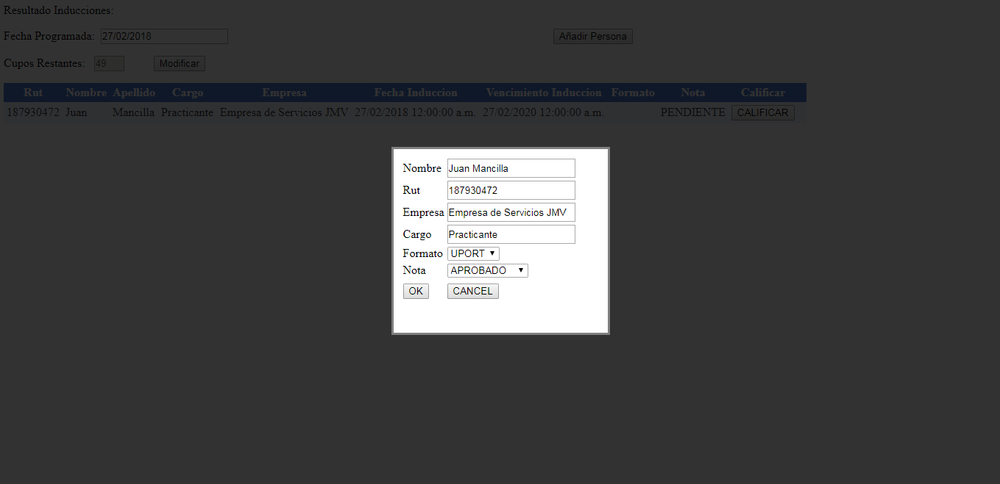 Resultado Inducciones:
Fecha Programada: 27/02/2018 Añadir Persona
Cupos Restantes: 49 Modificar
Rut Nombre Apellido Cargo Empresa Fecha Induccion Vencimiento Induccion Formato Nota Calificar
187930472 Juan Mancilla Practicante Empresa de Servicios JMV 27/02/2018 12:00:00 a.m. 27/02/2020 12:00:00 a.m. PENDIENTE CALIFICAR
Nombre Juan Mancilla
Rut 187930472
Empresa Empresa de Servicios JMV
Cargo Practicante
Formato UPORT
Nota APROBADO
OK CANCEL